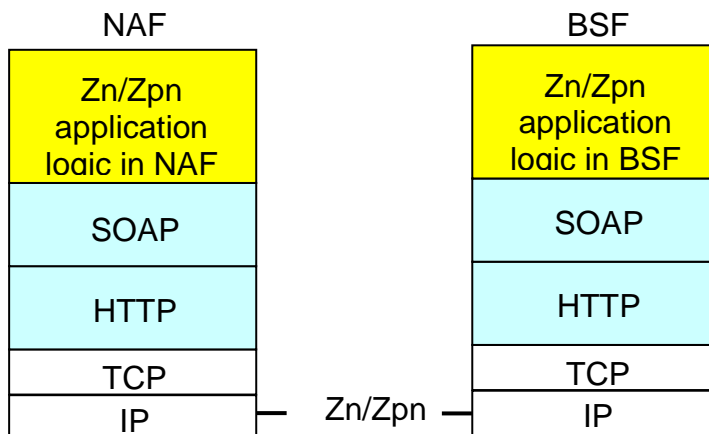 NAF
Zn/Zpn
application
logic in NAF
SOAP
HTTP
TCP
IP
Zn/Zpn
BSF
Zn/Zpn
application
logic in BSF
SOAP
HTTP
TCP
IP